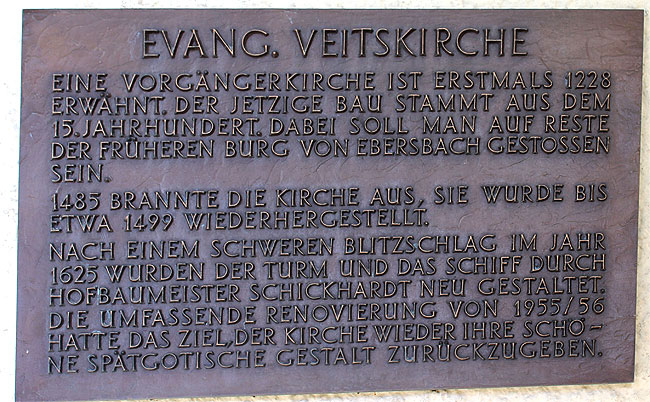 EVANG. VEITSKIRCHE
EINE VORGÄNGERKIRCHE IST ERSTMALS 1228
ERWÄHNT. DER JETZIGE BAU STAMMT AUS DEM
15. JAHRHUNDERT. DABEI SOLL MAN AUF RESTE
DER FRÜHEREN BURG VON EBERSBACH GESTOSSEN
SEIN.
1485 BRANNTE DIE KIRCHE AUS, SIE WURDE BIS
ETWA 1499 WIEDERHERGESTELLT.
NACH EINEM SCHWEREN BLITZSCHLAG IM JAHR
1625 WURDEN DER TURM UND DAS SCHIFF DURCH
HOFBAUMEISTER SCHICKHARDT NEU GESTALTET.
DIE UMFASSENDE RENOVIERUNG VON 1955/56
HATTE DAS ZIEL, DER KIRCHE WIEDER IHRE SCHÖ-
NE SPÄTGOTISCHE GESTALT ZURÜCKZUGEBEN.